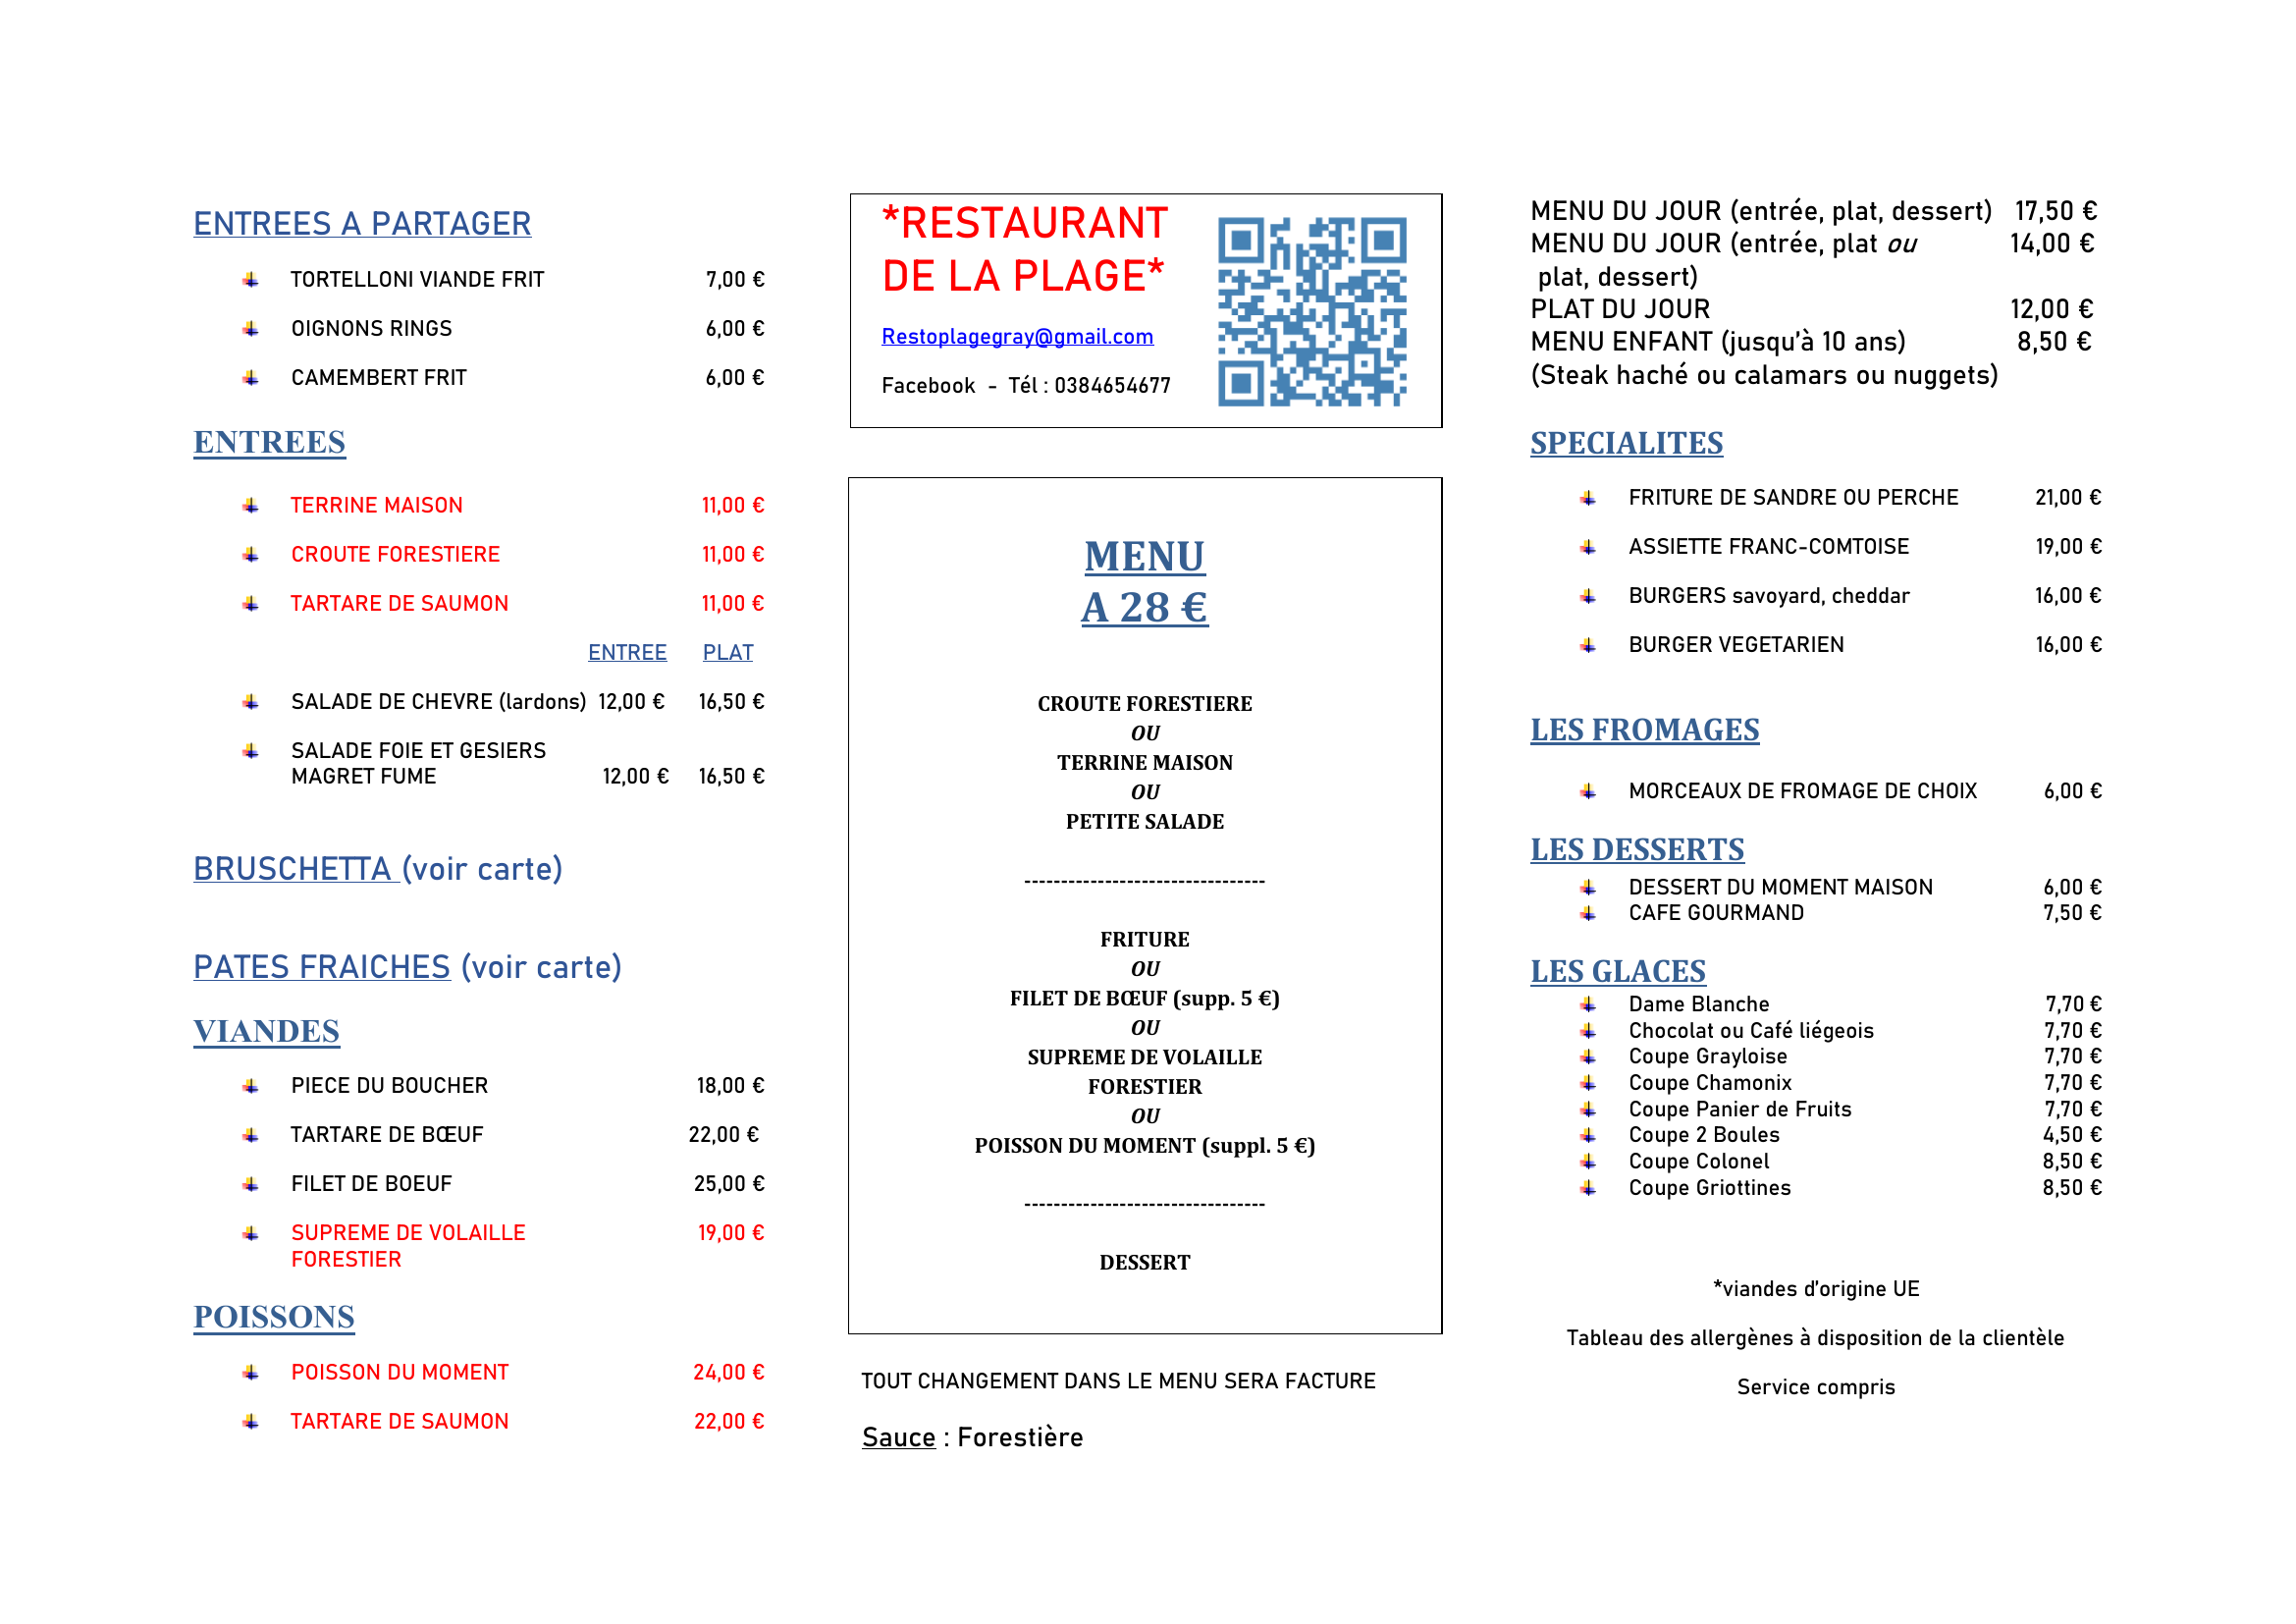 ENTREES A PARTAGER
TORTELLONI VIANDE FRIT 7,00 €
OIGNONS RINGS 6,00 €
CAMEMBERT FRIT 6,00 €
ENTREES
TERRINE MAISON 11,00 €
CROUTE FORESTIERE 11,00 €
TARTARE DE SAUMON 11,00 €
ENTREE PLAT
SALADE DE CHEVRE (lardons) 12,00 € 16,50 €
SALADE FOIE ET GESIERS
MAGRET FUME 12,00 € 16,50 €
BRUSCHETTA (voir carte)
PATES FRAICHES (voir carte)
VIANDES
PIECE DU BOUCHER 18,00 €
TARTARE DE BŒUF 22,00 €
FILET DE BOEUF 25,00 €
SUPREME DE VOLAILLE 19,00 €
FORESTIER
POISSONS
POISSON DU MOMENT 24,00 €
TARTARE DE SAUMON 22,00 €
*RESTAURANT
DE LA PLAGE*
Restoplagegray@gmail.com
Facebook - Tél : 0384654677
MENU
A 28 €
CROUTE FORESTIERE
OU
TERRINE MAISON
OU
PETITE SALADE
---------------------------------
FRITURE
OU
FILET DE BŒUF (supp. 5 €)
OU
SUPREME DE VOLAILLE
FORESTIER
OU
POISSON DU MOMENT (suppl. 5 €)
---------------------------------
DESSERT
TOUT CHANGEMENT DANS LE MENU SERA FACTURE
Sauce : Forestière
MENU DU JOUR (entrée, plat, dessert) 17,50 €
MENU DU JOUR (entrée, plat ou 14,00 €
plat, dessert)
PLAT DU JOUR 12,00 €
MENU ENFANT (jusqu’à 10 ans) 8,50 €
(Steak haché ou calamars ou nuggets)
SPECIALITES
FRITURE DE SANDRE OU PERCHE 21,00 €
ASSIETTE FRANC-COMTOISE 19,00 €
BURGERS savoyard, cheddar 16,00 €
BURGER VEGETARIEN 16,00 €
LES FROMAGES
MORCEAUX DE FROMAGE DE CHOIX 6,00 €
LES DESSERTS
DESSERT DU MOMENT MAISON 6,00 €
CAFE GOURMAND 7,50 €
LES GLACES
Dame Blanche 7,70 €
Chocolat ou Café liégeois 7,70 €
Coupe Grayloise 7,70 €
Coupe Chamonix 7,70 €
Coupe Panier de Fruits 7,70 €
Coupe 2 Boules 4,50 €
Coupe Colonel 8,50 €
Coupe Griottines 8,50 €
*viandes d’origine UE
Tableau des allergènes à disposition de la clientèle
Service compris